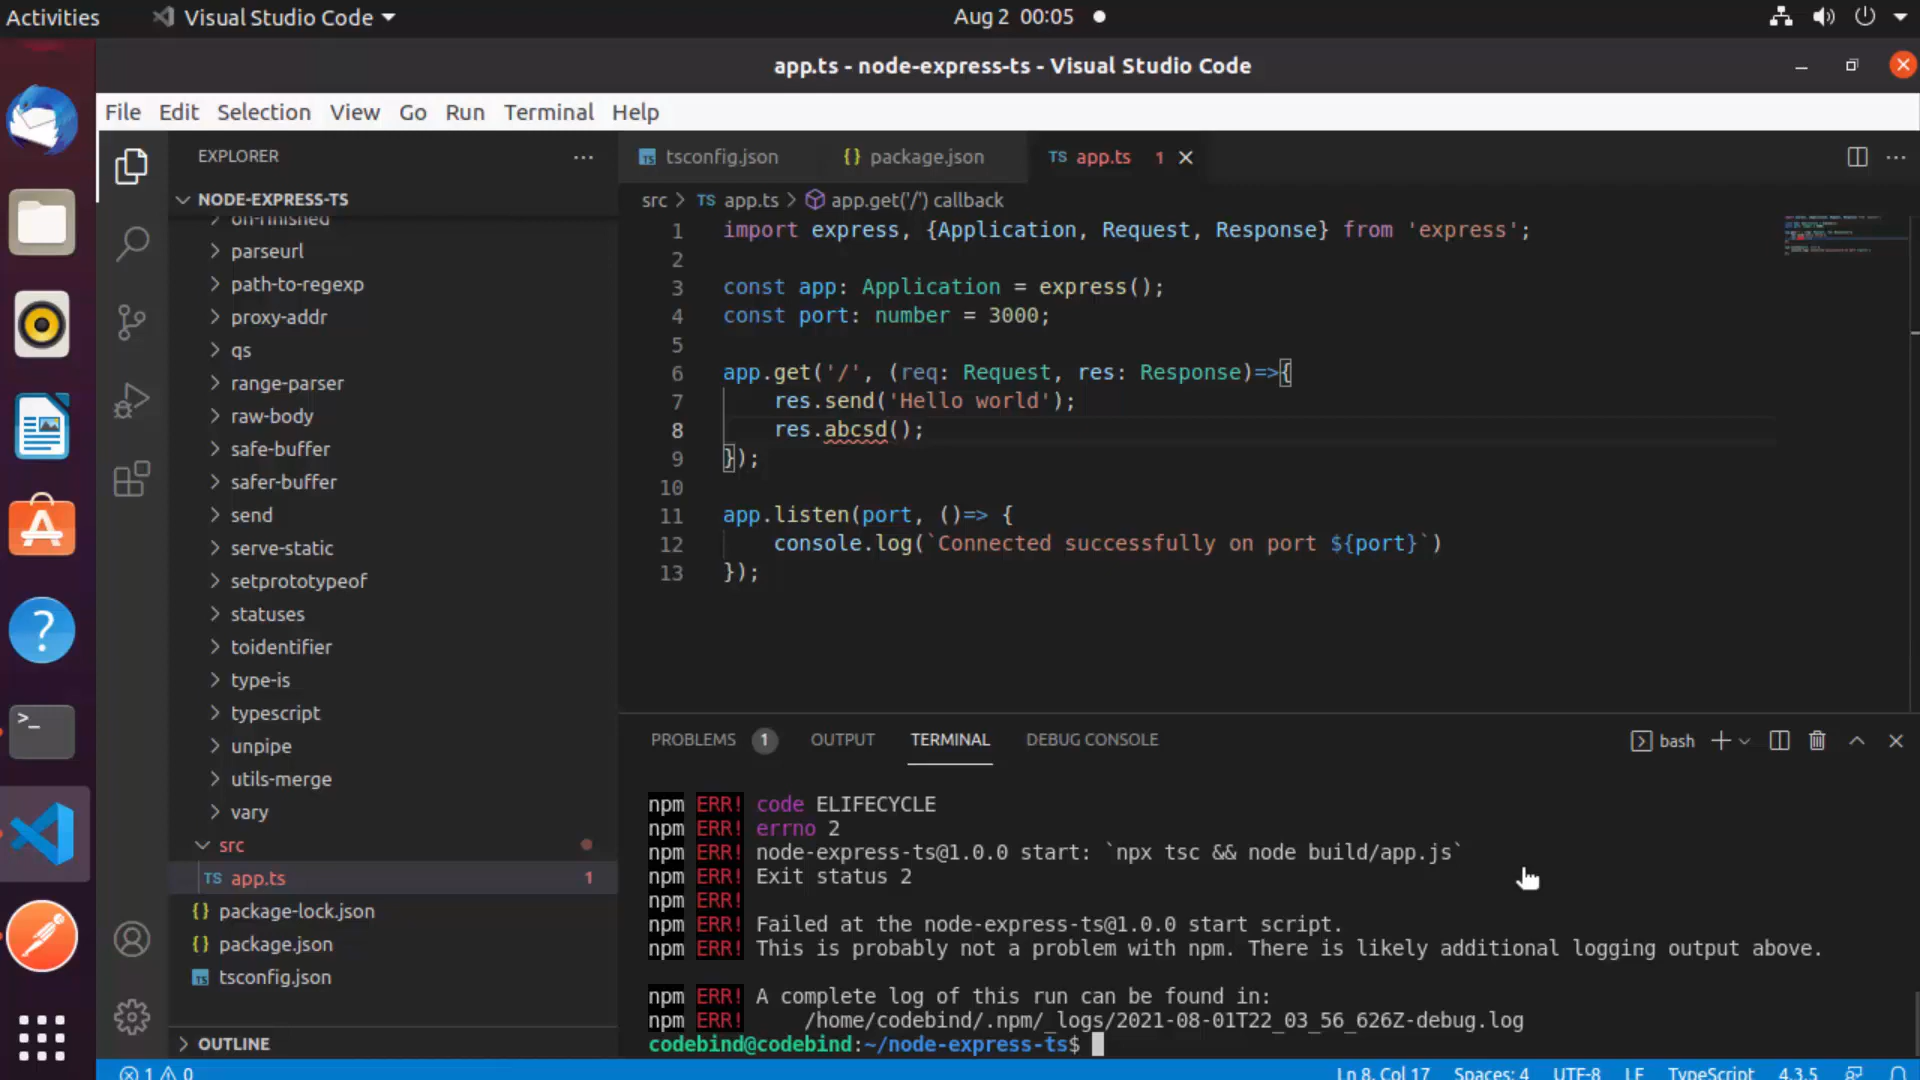 Activities Visual Studio Code Aug 2 00:05
app.ts - node-express-ts - Visual Studio Code
File Edit Selection View Go Run Terminal Help
EXPLORER
NODE-EXPRESS-TS
on-finished
parseurl
path-to-regexp
proxy-addr
qs
range-parser
raw-body
safe-buffer
safer-buffer
send
serve-static
setprototypeof
statuses
toidentifier
type-is
typescript
unpipe
utils-merge
vary
src
TS app.ts 1
{} package-lock.json
{} package.json
TS tsconfig.json
OUTLINE
TS tsconfig.json {} package.json TS app.ts 1
src > TS app.ts > app.get('/') callback
1 import express, {Application, Request, Response} from 'express';
2
3 const app: Application = express();
4 const port: number = 3000;
5
6 app.get('/', (req: Request, res: Response)=>{
7 res.send('Hello world');
8 res.abcsd();
9 });
10
11 app.listen(port, ()=> {
12 console.log(`Connected successfully on port ${port}`)
13 });
PROBLEMS 1 OUTPUT TERMINAL DEBUG CONSOLE bash
npm ERR! code ELIFECYCLE
npm ERR! errno 2
npm ERR! node-express-ts@1.0.0 start: `npx tsc && node build/app.js`
npm ERR! Exit status 2
npm ERR!
npm ERR! Failed at the node-express-ts@1.0.0 start script.
npm ERR! This is probably not a problem with npm. There is likely additional logging output above.
npm ERR! A complete log of this run can be found in:
npm ERR! /home/codebind/.npm/_logs/2021-08-01T22_03_56_626Z-debug.log
codebind@codebind:~/node-express-ts$
1 0 Ln 8, Col 17 Spaces: 4 UTF-8 LF TypeScript 4.3.5